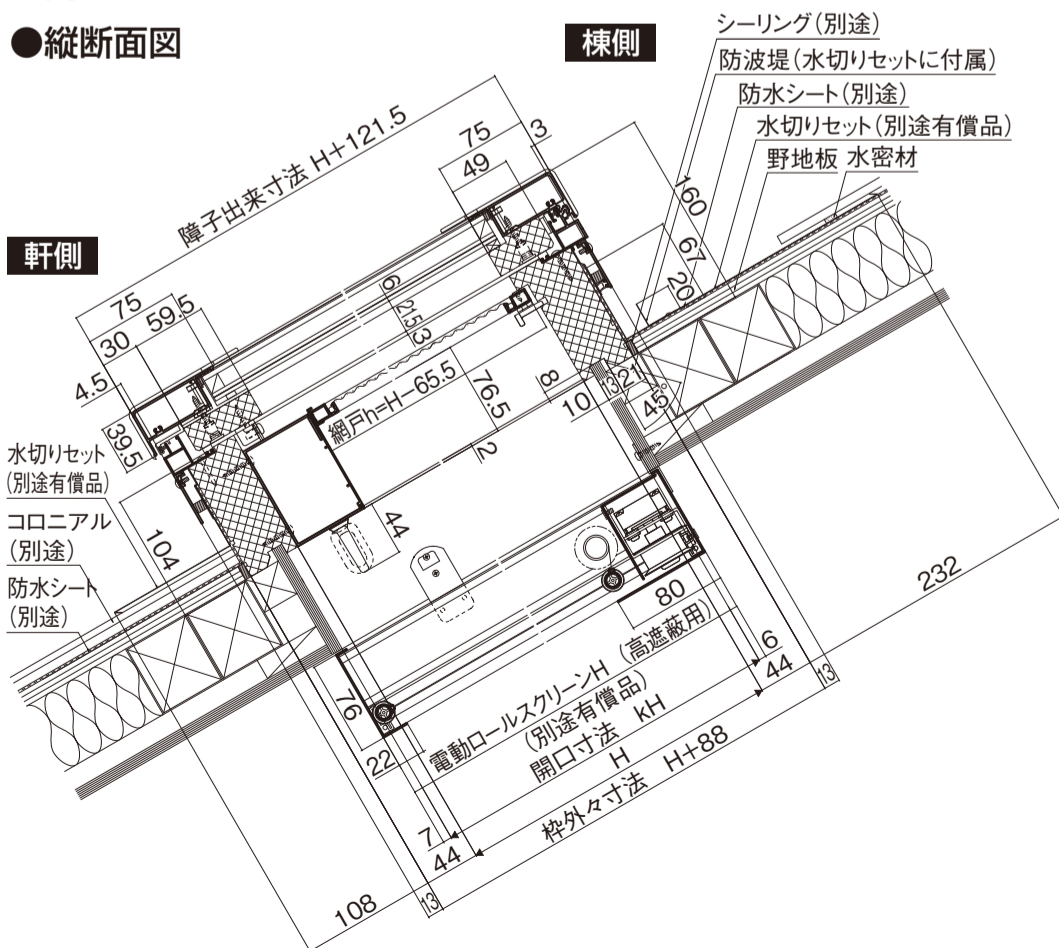 ●縦断面図
棟側
シーリング(別途)
防波堤(水切りセットに付属)
防水シート(別途)
水切りセット(別途有償品)
野地板 水密材
障子出来寸法 H+121.5
75
49
3
160
67
20
軒側
75
30
59.5
4.5
39.5
6
21.5
3
網戸h=H−65.5
76.5
2
8
10
13
21
45°
水切りセット
(別途有償品)
コロニアル
(別途)
防水シート
(別途)
104
44
80
232
76
22
電動ロールスクリーンH (高遮蔽用)
(別途有償品)
開口寸法 kH
H
枠外々寸法 H+88
6
44
13
7
44
108
13